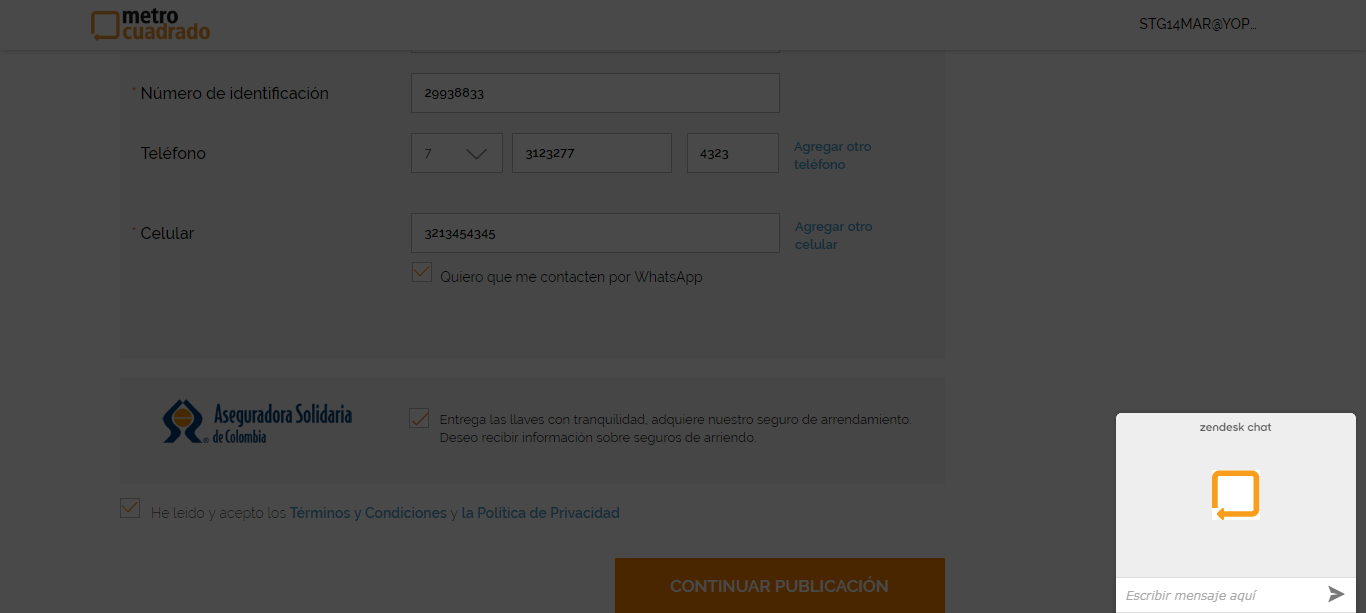 metro
cuadrado
STG14MAR@YOP...
* Número de identificación
29938833
Teléfono
7
3123277
4323
Agregar otro
teléfono
* Celular
3213454345
Agregar otro
celular
Quiero que me contacten por WhatsApp
Aseguradora Solidaria
® de Colombia
Entrega las llaves con tranquilidad, adquiere nuestro seguro de arrendamiento
Deseo recibir información sobre seguros de arriendo.
He leido y acepto los Términos y Condiciones y la Política de Privacidad
CONTINUAR PUBLICACIÓN
zendesk chat
Escribir mensaje aquí